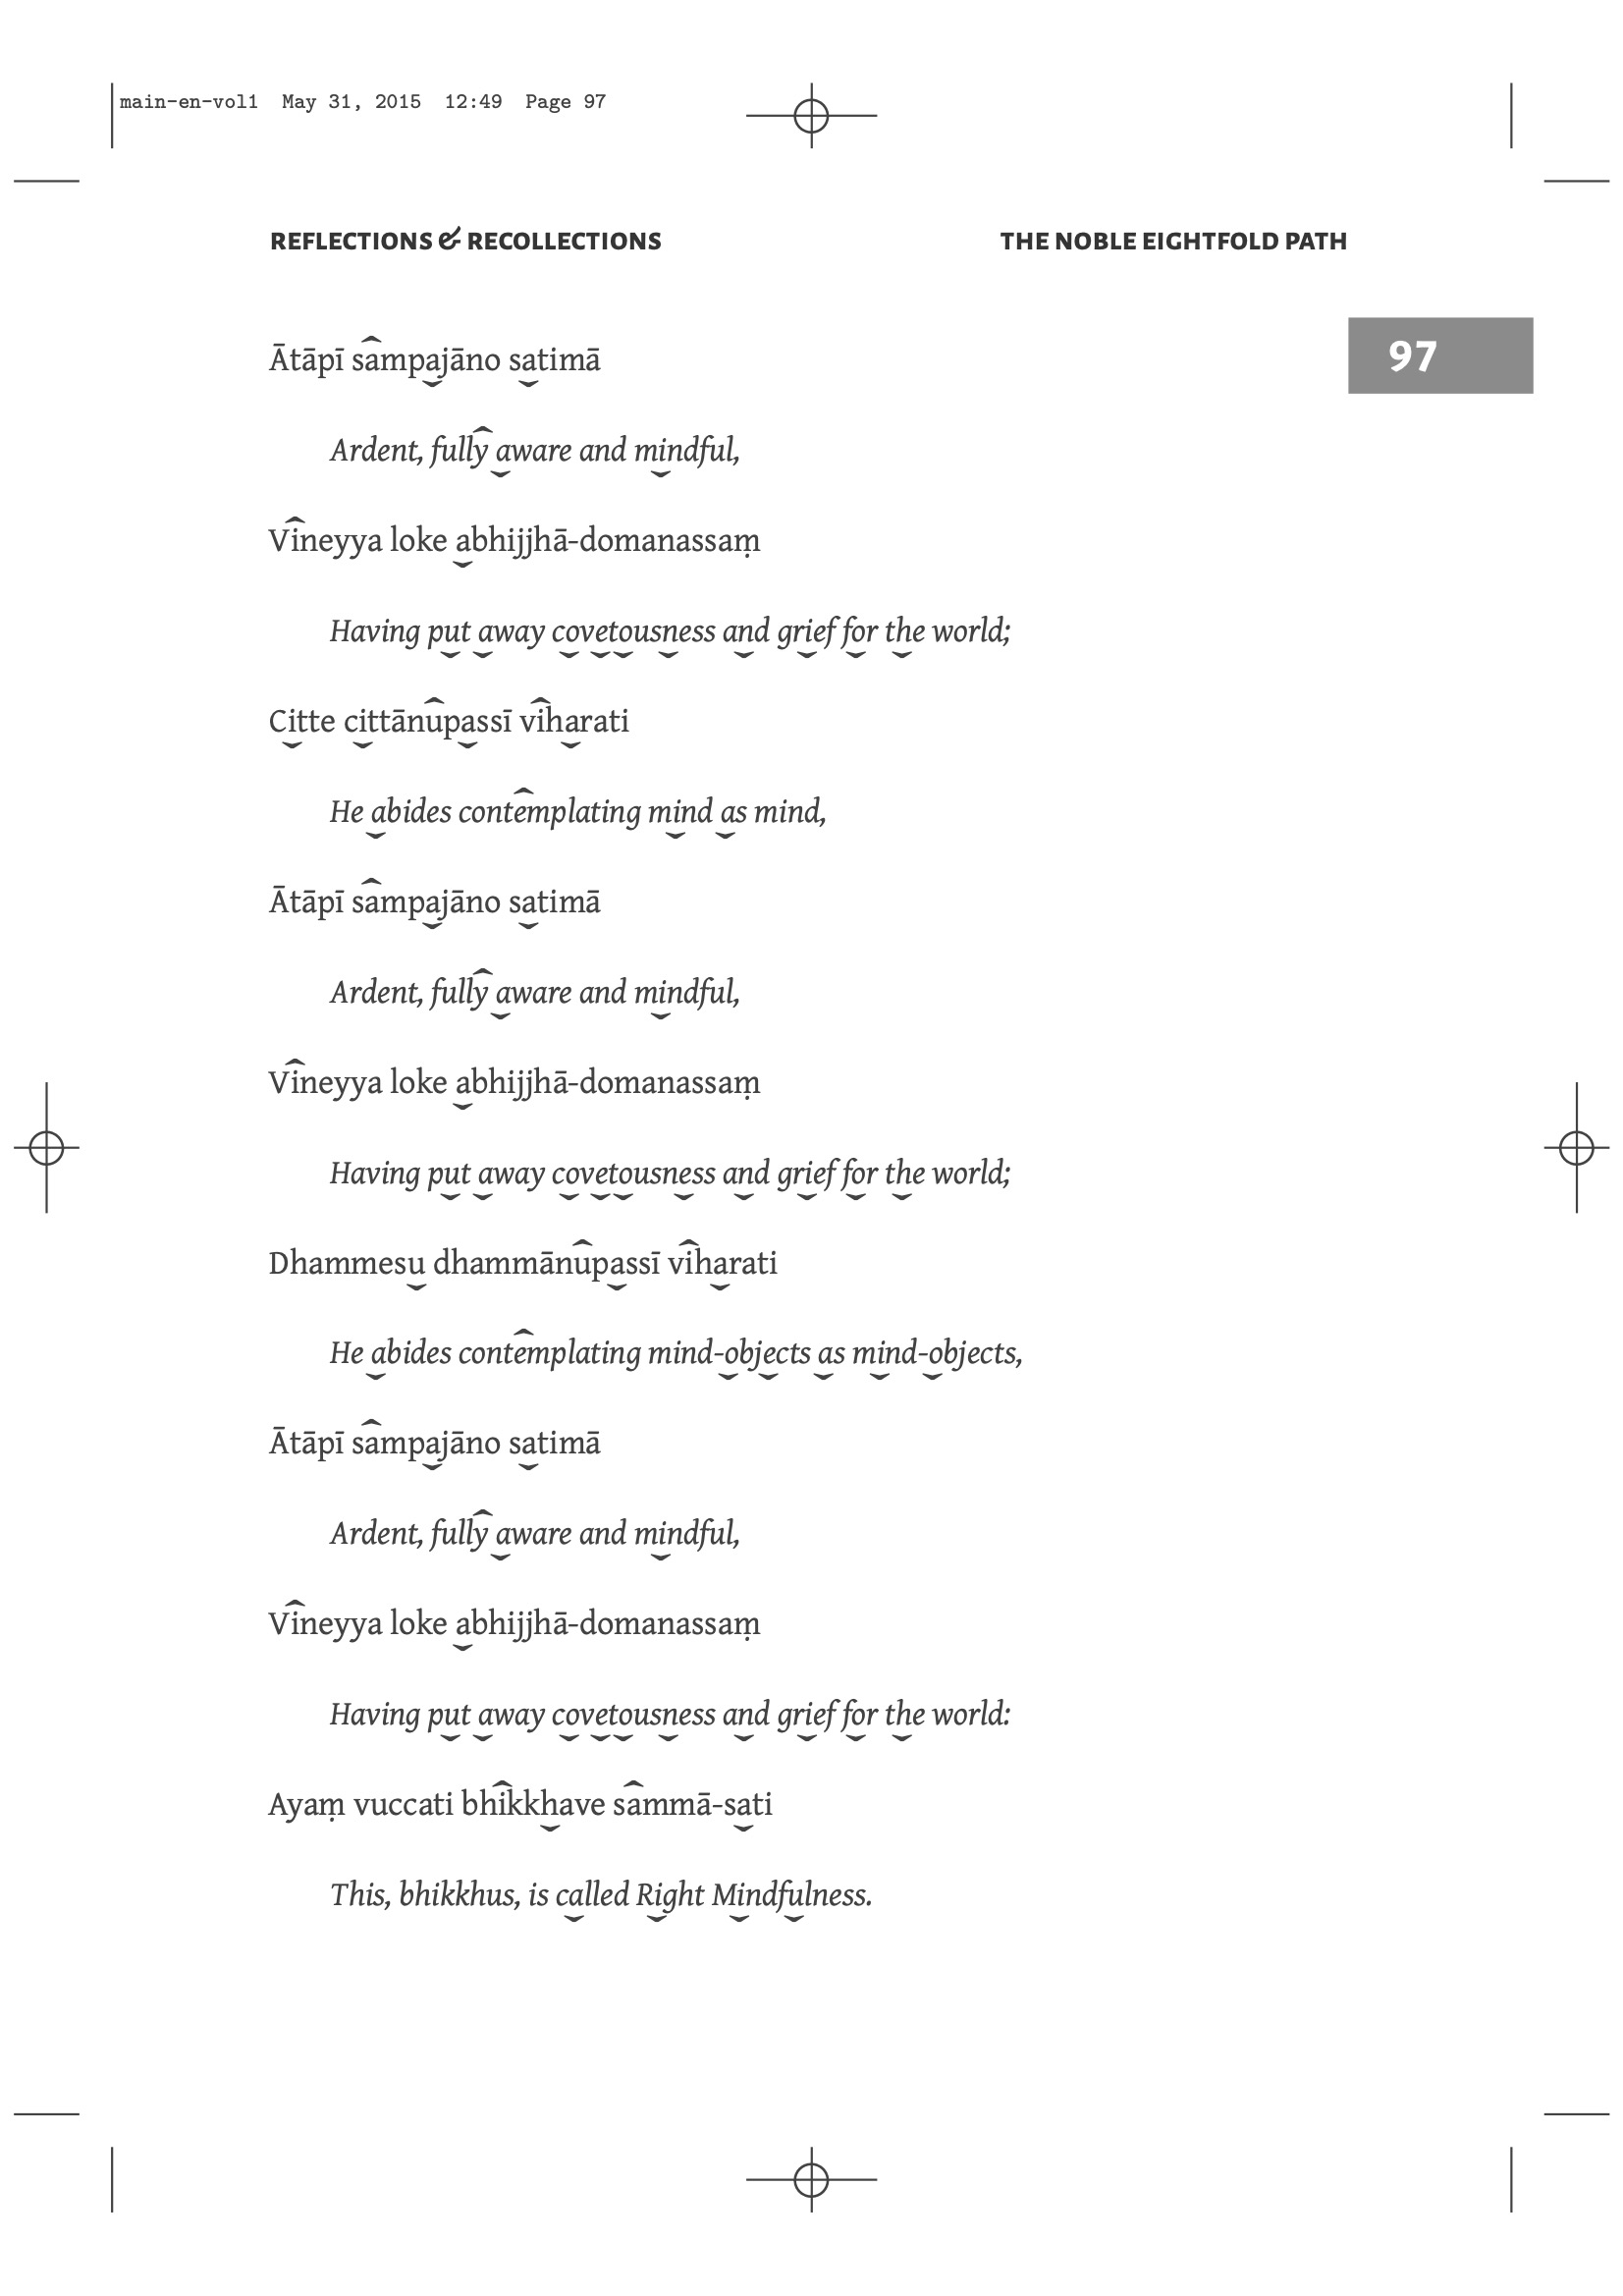 main-en-vol1 May 31, 2015 12:49 Page 97
REFLECTIONS & RECOLLECTIONS THE NOBLE EIGHTFOLD PATH
97
Ātāpī sampajāno satimā
Ardent, fully aware and mindful,
Vineyya loke abhijjhā-domanassaṃ
Having put away covetousness and grief for the world;
Citte cittānupassī viharati
He abides contemplating mind as mind,
Ātāpī sampajāno satimā
Ardent, fully aware and mindful,
Vineyya loke abhijjhā-domanassaṃ
Having put away covetousness and grief for the world;
Dhammesu dhammānupassī viharati
He abides contemplating mind-objects as mind-objects,
Ātāpī sampajāno satimā
Ardent, fully aware and mindful,
Vineyya loke abhijjhā-domanassaṃ
Having put away covetousness and grief for the world:
Ayaṃ vuccati bhikkhave sammā-sati
This, bhikkhus, is called Right Mindfulness.